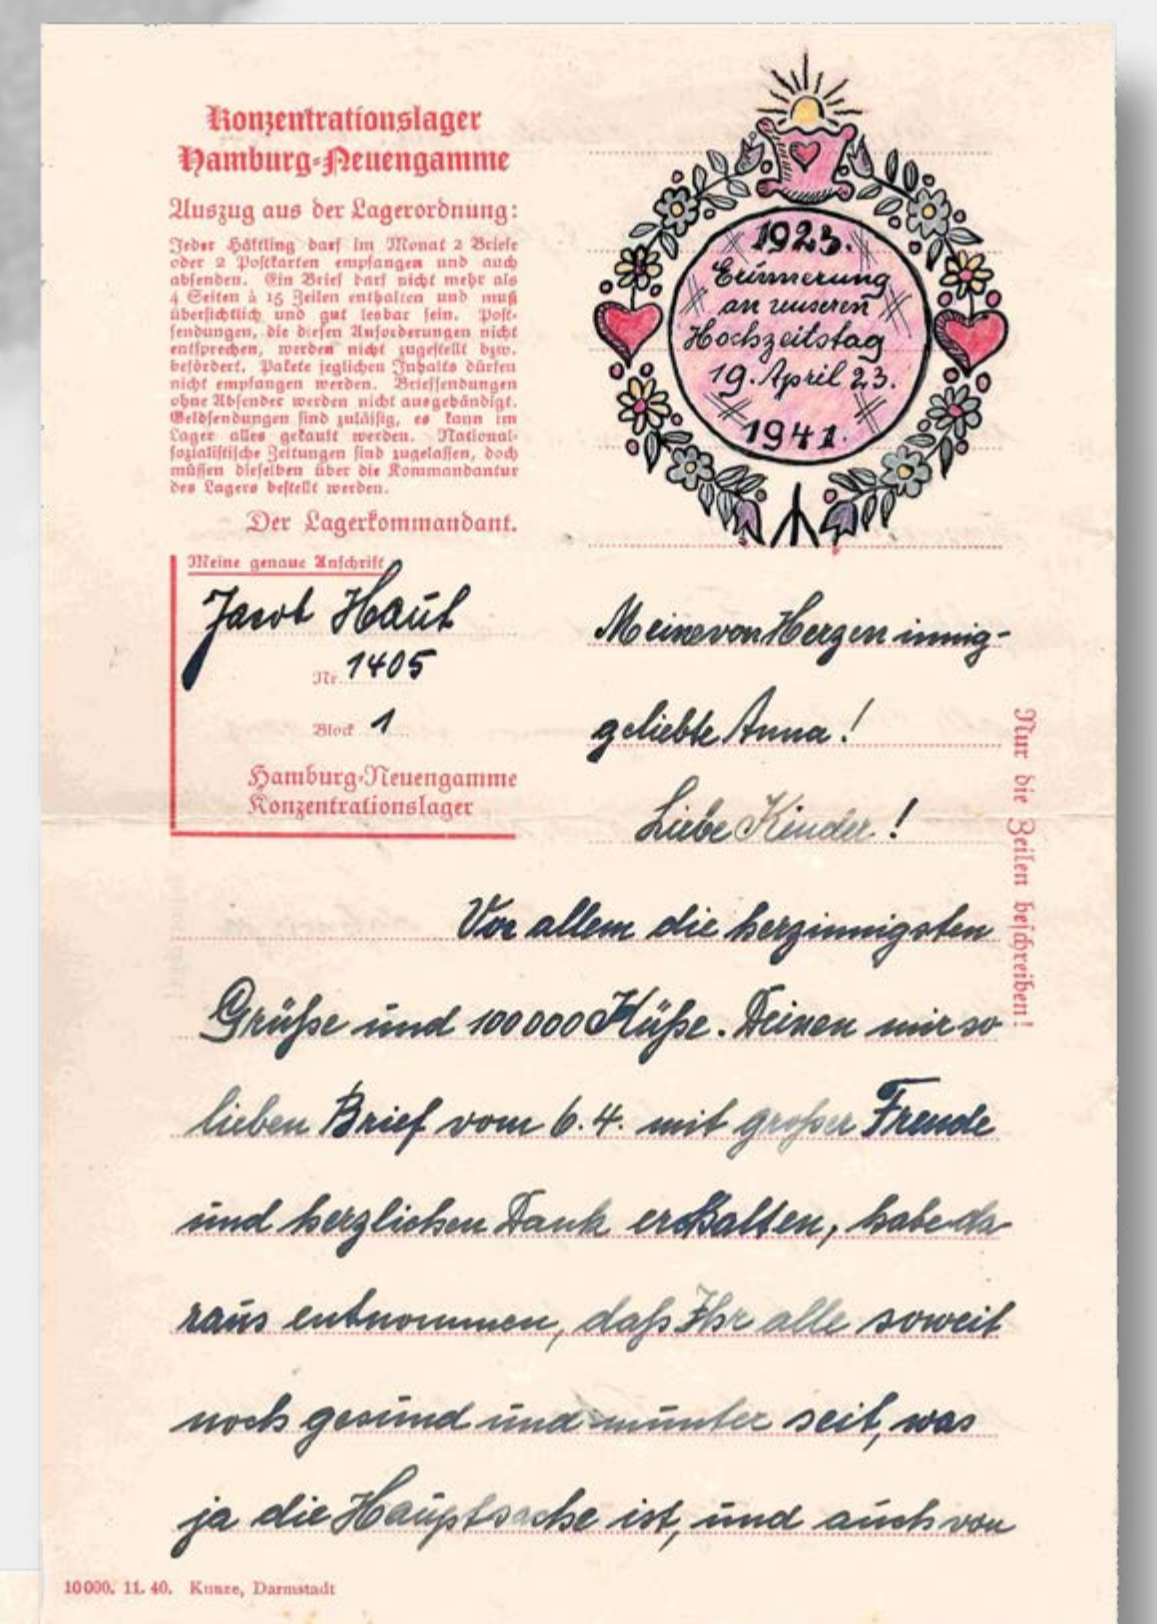 Konzentrationslager
Hamburg-Neuengamme
Auszug aus der Lagerordnung:
Jeder Häftling darf im Monat 2 Briefe
oder 2 Postkarten empfangen und auch
absenden. Ein Brief darf nicht mehr als
4 Seiten à 15 Zeilen enthalten und muß
übersichtlich und gut lesbar sein. Post-
sendungen, die diesen Anforderungen nicht
entsprechen, werden nicht zugestellt bzw.
befördert. Pakete jeglichen Inhalts dürfen
nicht empfangen werden. Briefsendungen
ohne Absender werden nicht ausgehändigt.
Geldsendungen sind zulässig, es kann im
Lager alles gekauft werden. National-
sozialistische Zeitungen sind zugelassen, doch
müssen dieselben über die Kommandantur
des Lagers bestellt werden.
Der Lagerkommandant.
Meine genaue Anschrift
Jacob Haut
Nr. 1405
Block 1
Hamburg-Neuengamme
Konzentrationslager
1923.
Erinnerung
an unseren
Hochzeitstag
19. April 23.
1941.
Meine von Herzen innig-
geliebte Anna!
Liebe Kinder!
Vor allem die herzinnigsten
Grüße und 100000 Küße. Deinen mir so
lieben Brief vom 6.4. mit großer Freude
und herzlichen Dank erhalten, habe da
raus entnommen, daß Ihr alle soweit
noch gesund und munter seit, was
ja die Hauptsache ist, und auch von
Nur die Zeilen beschreiben!
10000. 11. 40. Kunze, Darmstadt